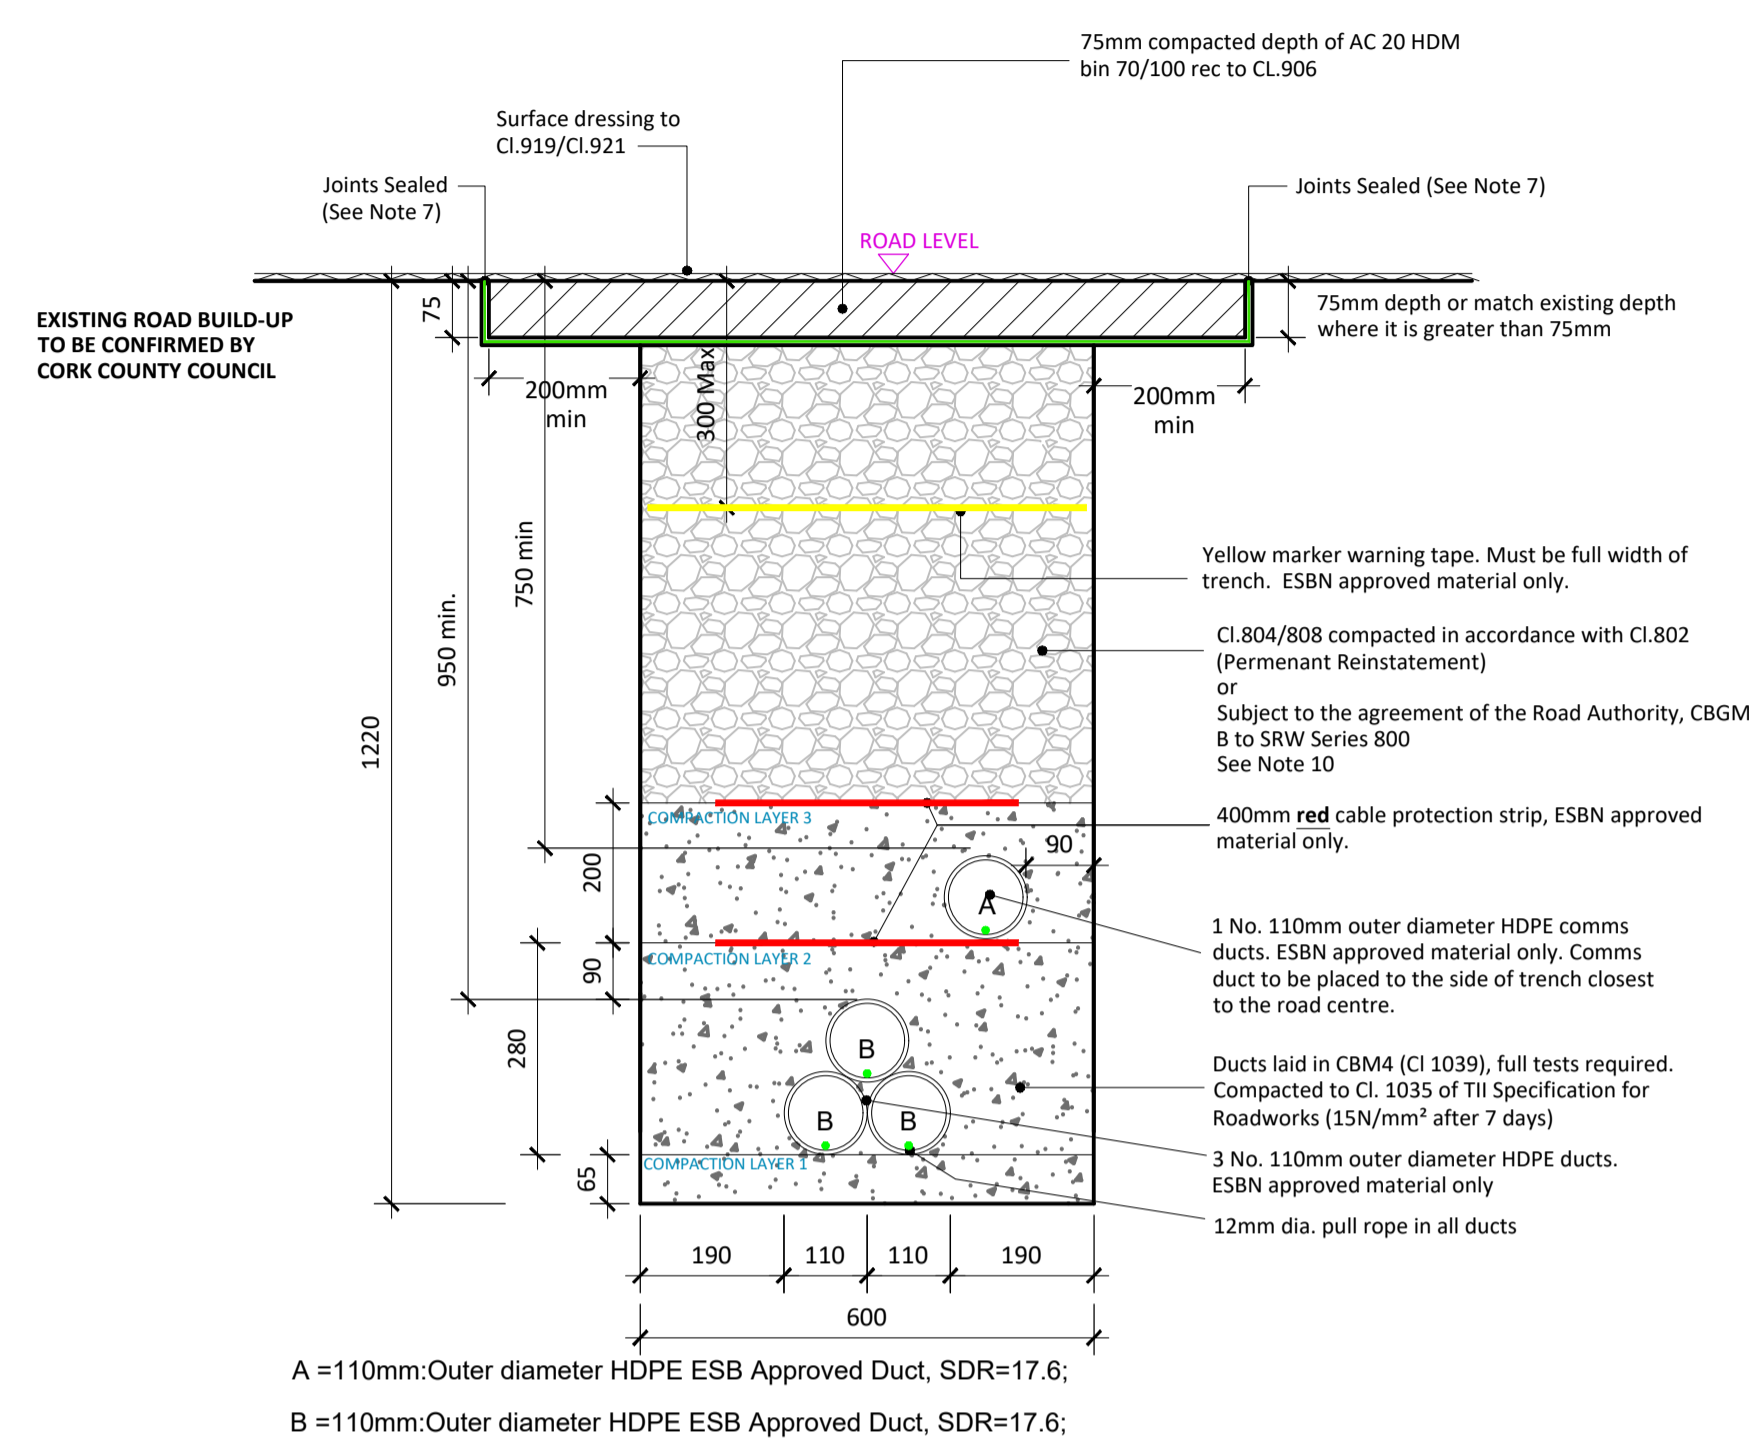 75mm compacted depth of AC 20 HDM
bin 70/100 rec to CL.906
Surface dressing to
Cl.919/Cl.921
Joints Sealed
(See Note 7)
Joints Sealed (See Note 7)
ROAD LEVEL
75
75mm depth or match existing depth
where it is greater than 75mm
EXISTING ROAD BUILD-UP
TO BE CONFIRMED BY
CORK COUNTY COUNCIL
200mm
min
300 Max
200mm
min
750 min
950 min.
1220
Yellow marker warning tape. Must be full width of
trench. ESBN approved material only.
Cl.804/808 compacted in accordance with Cl.802
(Permenant Reinstatement)
or
Subject to the agreement of the Road Authority, CBGM
B to SRW Series 800
See Note 10
COMPACTION LAYER 3
400mm red cable protection strip, ESBN approved
material only.
90
200
A
1 No. 110mm outer diameter HDPE comms
ducts. ESBN approved material only. Comms
duct to be placed to the side of trench closest
to the road centre.
COMPACTION LAYER 2
90
280
B
B
B
Ducts laid in CBM4 (Cl 1039), full tests required.
Compacted to Cl. 1035 of TII Specification for
Roadworks (15N/mm² after 7 days)
COMPACTION LAYER 1
65
3 No. 110mm outer diameter HDPE ducts.
ESBN approved material only
12mm dia. pull rope in all ducts
190
110
110
190
600
A =110mm:Outer diameter HDPE ESB Approved Duct, SDR=17.6;
B =110mm:Outer diameter HDPE ESB Approved Duct, SDR=17.6;